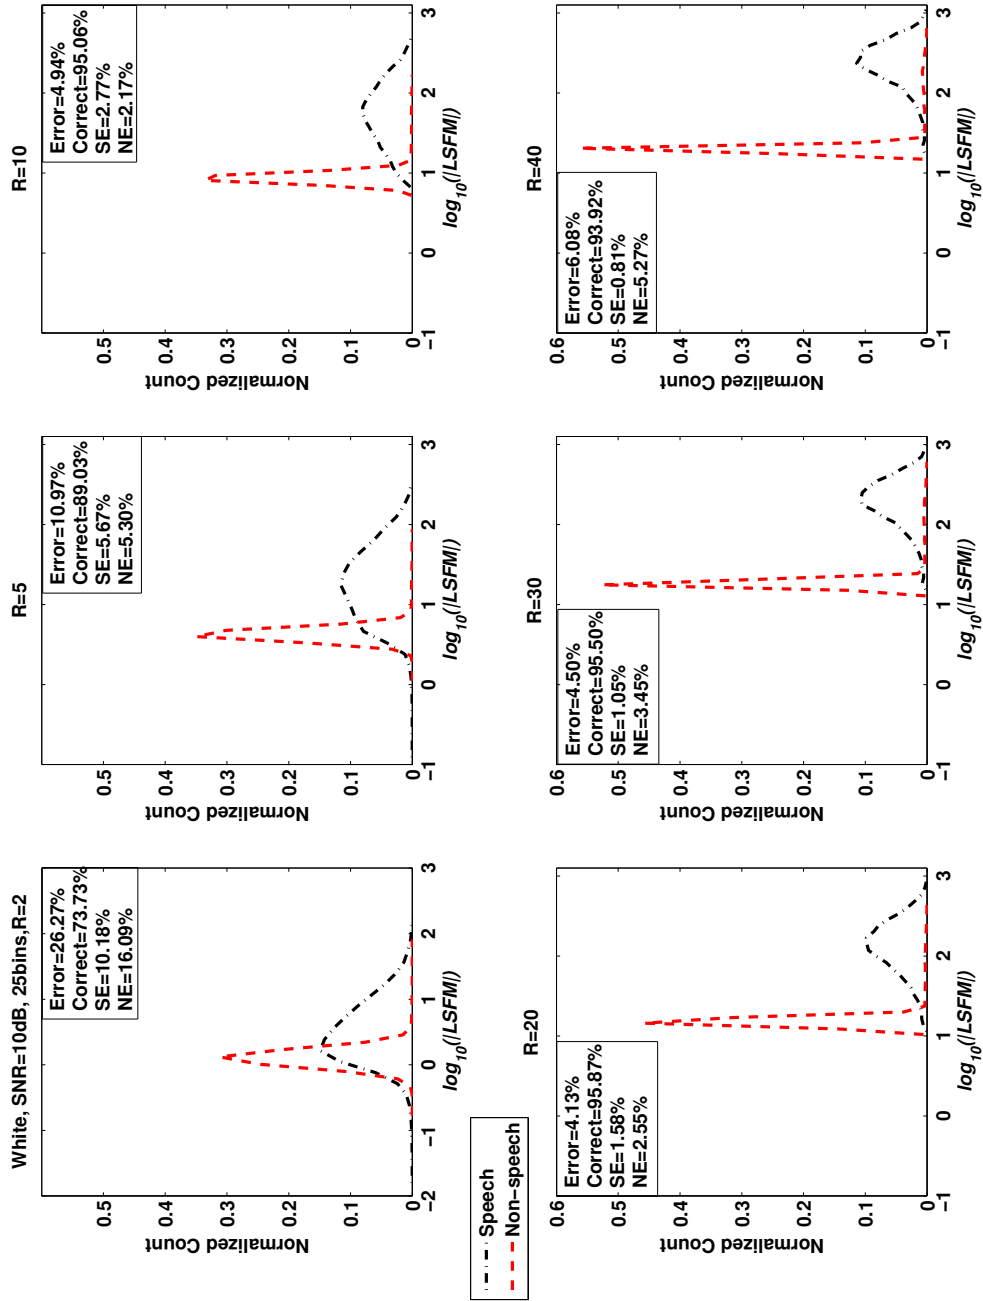 White, SNR=10dB, 25bins,R=2
Error=26.27%
Correct=73.73%
SE=10.18%
NE=16.09%
Normalized Count
0.5
0.4
0.3
0.2
0.1
0
−2
−1
0
1
2
3
log10(|LSFM|)
R=5
Error=10.97%
Correct=89.03%
SE=5.67%
NE=5.30%
Normalized Count
0.5
0.4
0.3
0.2
0.1
0
−1
0
1
2
3
log10(|LSFM|)
R=10
Error=4.94%
Correct=95.06%
SE=2.77%
NE=2.17%
Normalized Count
0.5
0.4
0.3
0.2
0.1
0
−1
0
1
2
3
log10(|LSFM|)
Speech
Non−speech
R=20
Error=4.13%
Correct=95.87%
SE=1.58%
NE=2.55%
Normalized Count
0.6
0.5
0.4
0.3
0.2
0.1
0
−1
0
1
2
3
log10(|LSFM|)
R=30
Error=4.50%
Correct=95.50%
SE=1.05%
NE=3.45%
Normalized Count
0.6
0.5
0.4
0.3
0.2
0.1
0
−1
0
1
2
3
log10(|LSFM|)
R=40
Error=6.08%
Correct=93.92%
SE=0.81%
NE=5.27%
Normalized Count
0.6
0.5
0.4
0.3
0.2
0.1
0
−1
0
1
2
3
log10(|LSFM|)